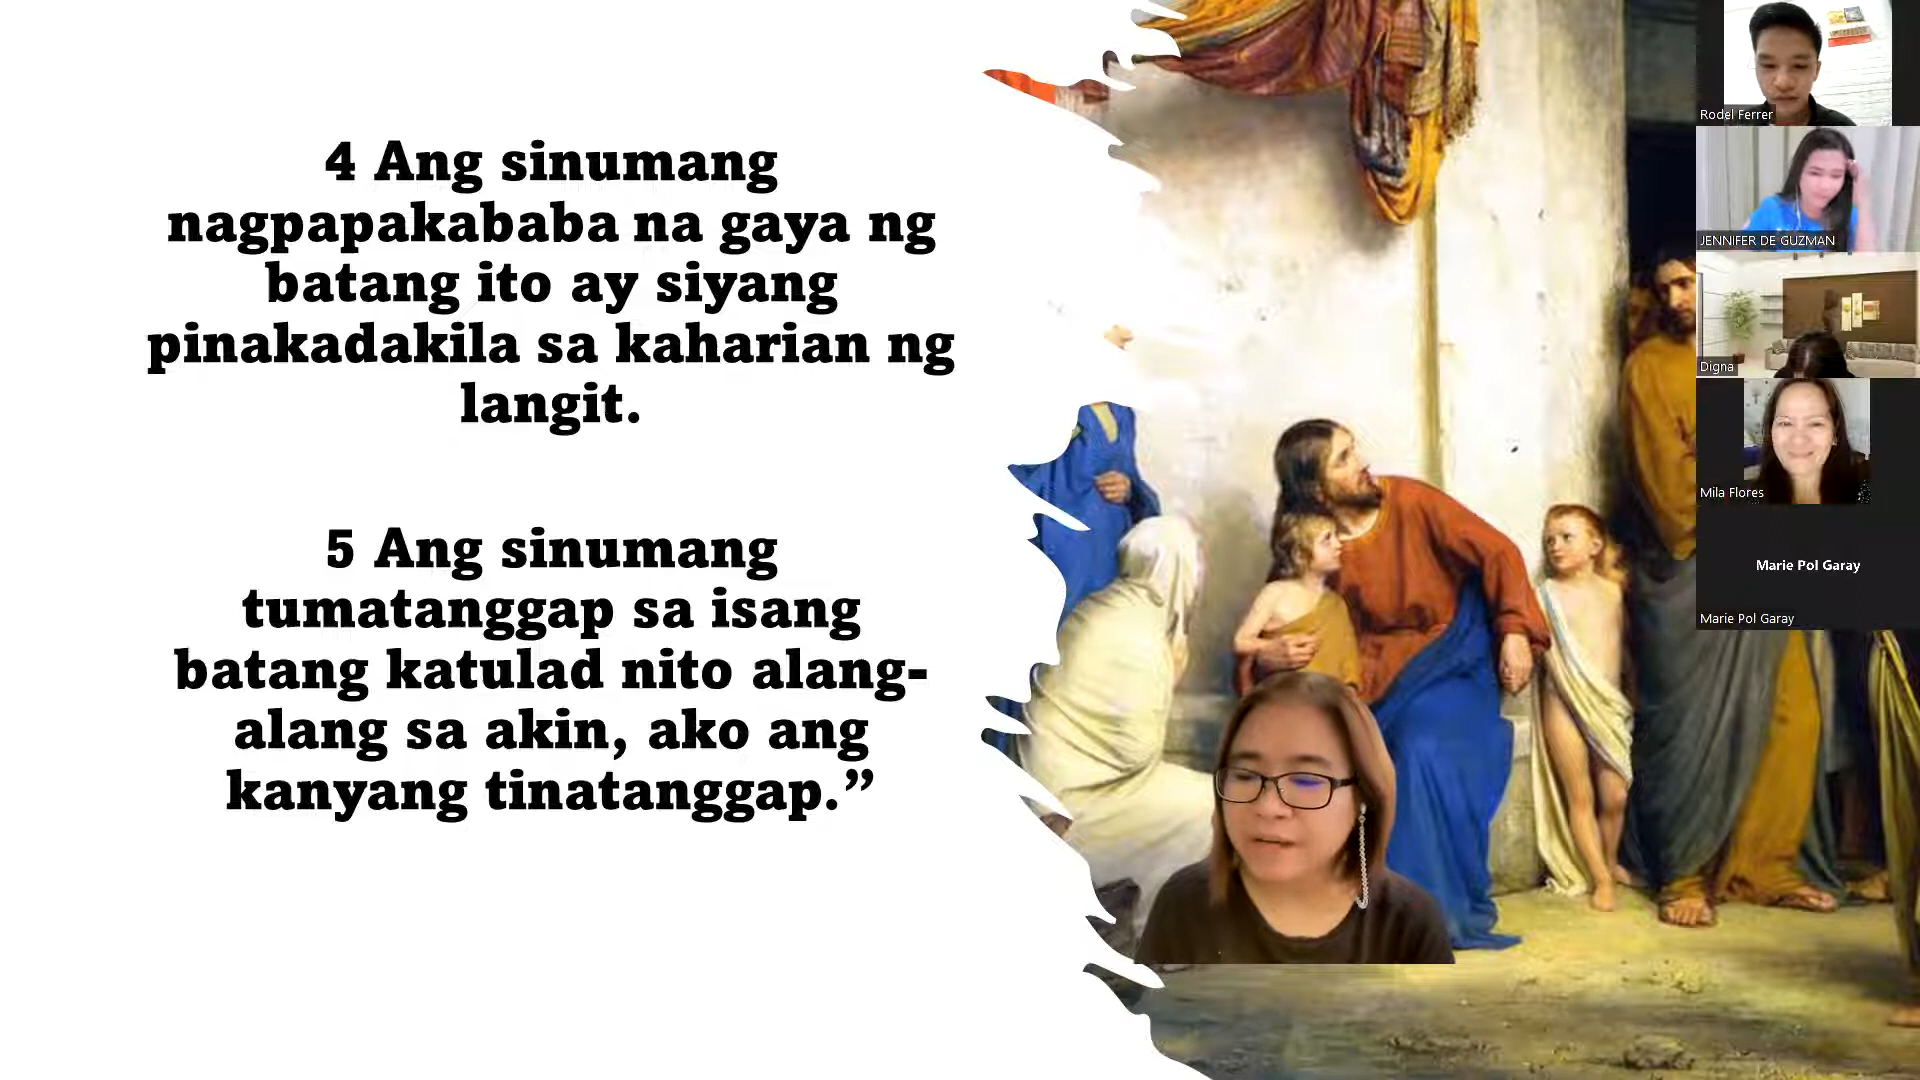 4 Ang sinumang
nagpapakababa na gaya ng
batang ito ay siyang
pinakadakila sa kaharian ng
langit.
5 Ang sinumang
tumatanggap sa isang
batang katulad nito alang-
alang sa akin, ako ang
kanyang tinatanggap.”
Rodel Ferrer
JENNIFER DE GUZMAN
Digna
Mila Flores
Marie Pol Garay
Marie Pol Garay